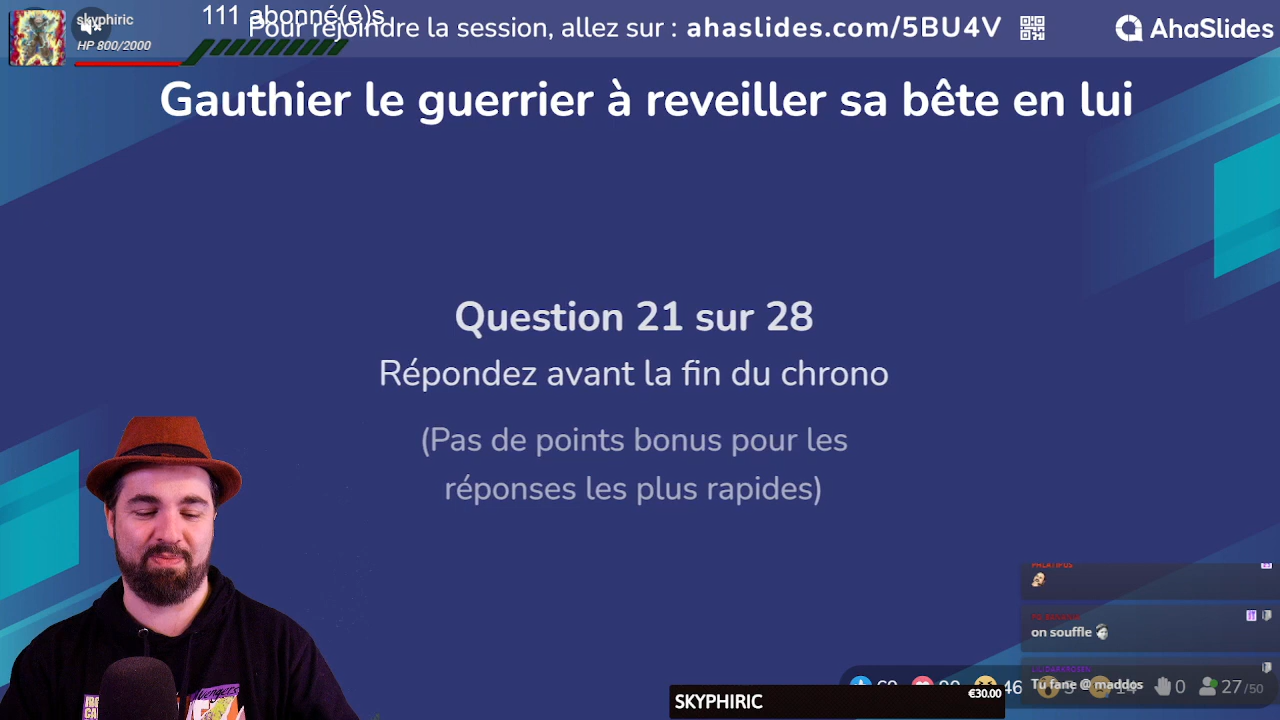 111 abonné(e)s
skyphiric
HP 800/2000
Pour rejoindre la session, allez sur : ahaslides.com/5BU4V
AhaSlides
Gauthier le guerrier à reveiller sa bête en lui
Question 21 sur 28
Répondez avant la fin du chrono
(Pas de points bonus pour les
réponses les plus rapides)
on souffle
Tu fane @ maddos
46
0
27/50
SKYPHIRIC
€30.00